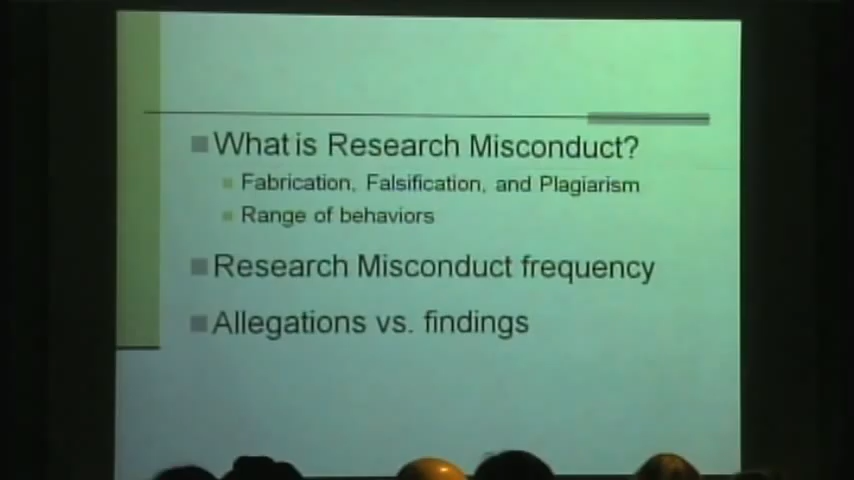 What is Research Misconduct?
Fabrication, Falsification, and Plagiarism
Range of behaviors
Research Misconduct frequency
Allegations vs. findings